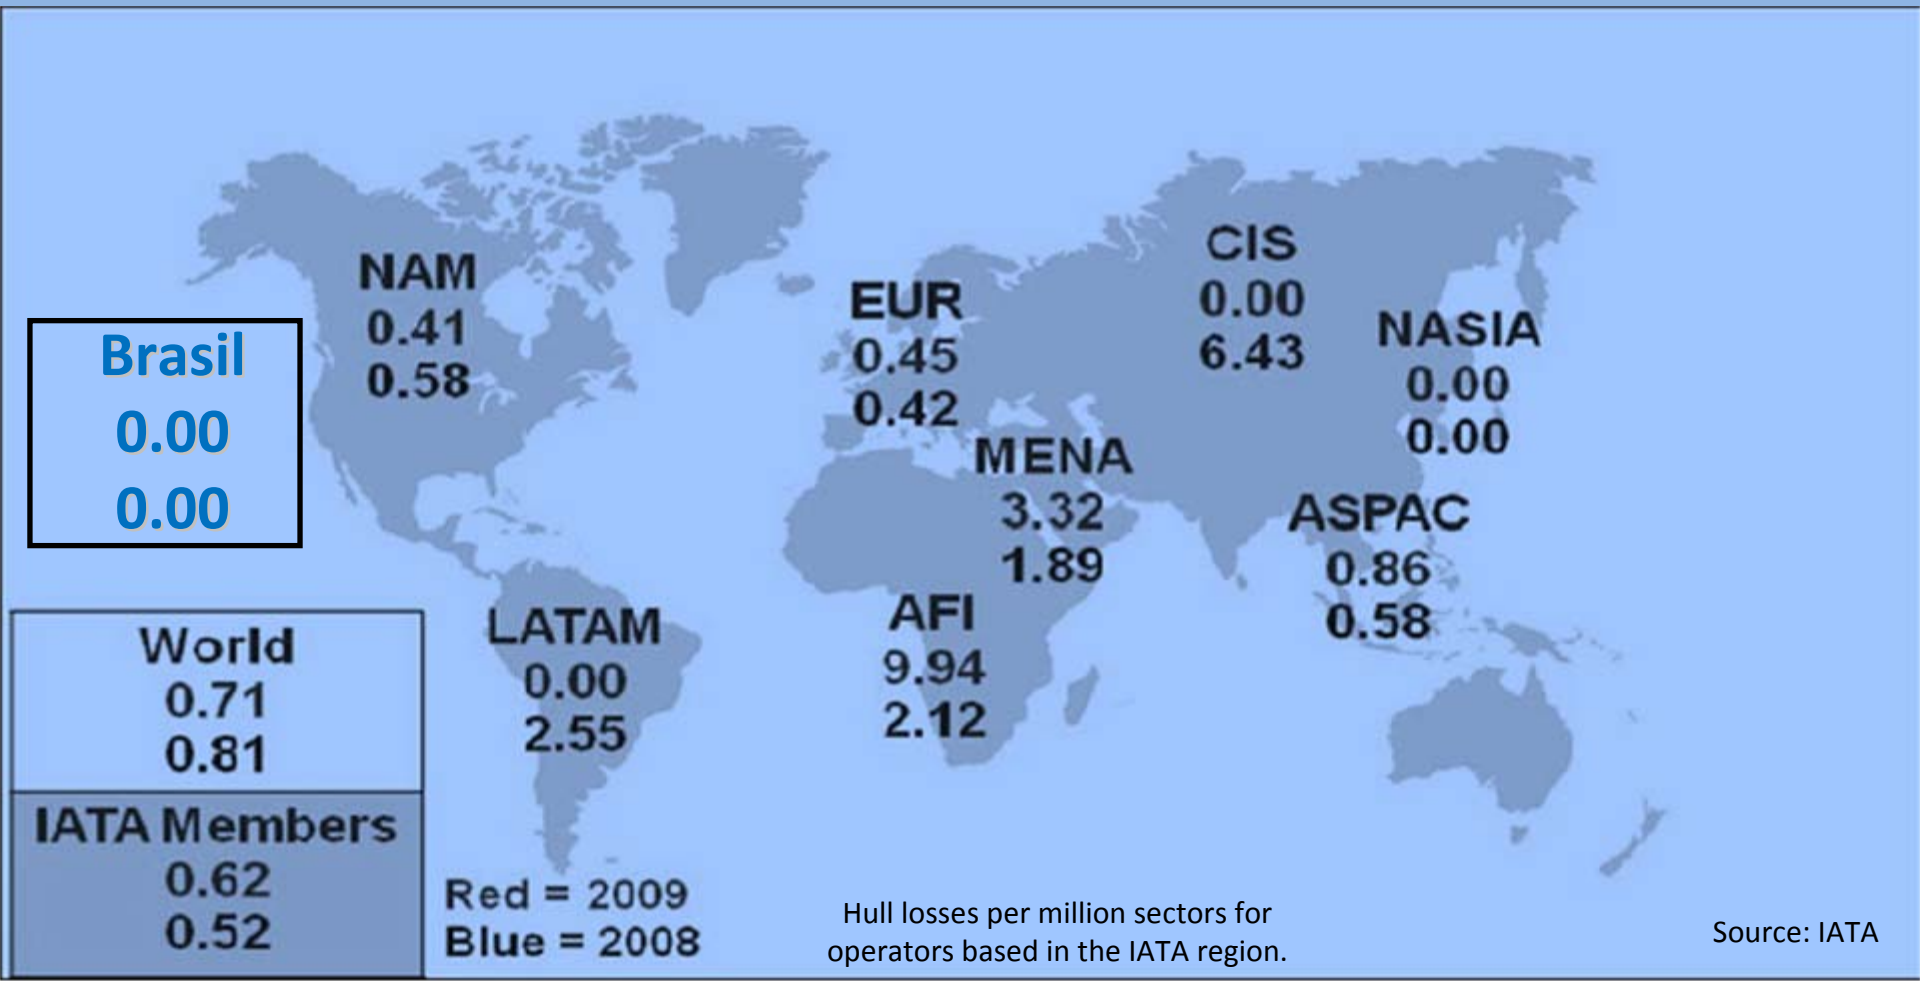 NAM
0.41
0.58
EUR
0.45
0.42
CIS
0.00
6.43
NASIA
0.00
0.00
Brasil
0.00
0.00
MENA
3.32
1.89
ASPAC
0.86
0.58
LATAM
0.00
2.55
AFI
9.94
2.12
World
0.71
0.81
IATA Members
0.62
0.52
Red = 2009
Blue = 2008
Hull losses per million sectors for
operators based in the IATA region.
Source: IATA